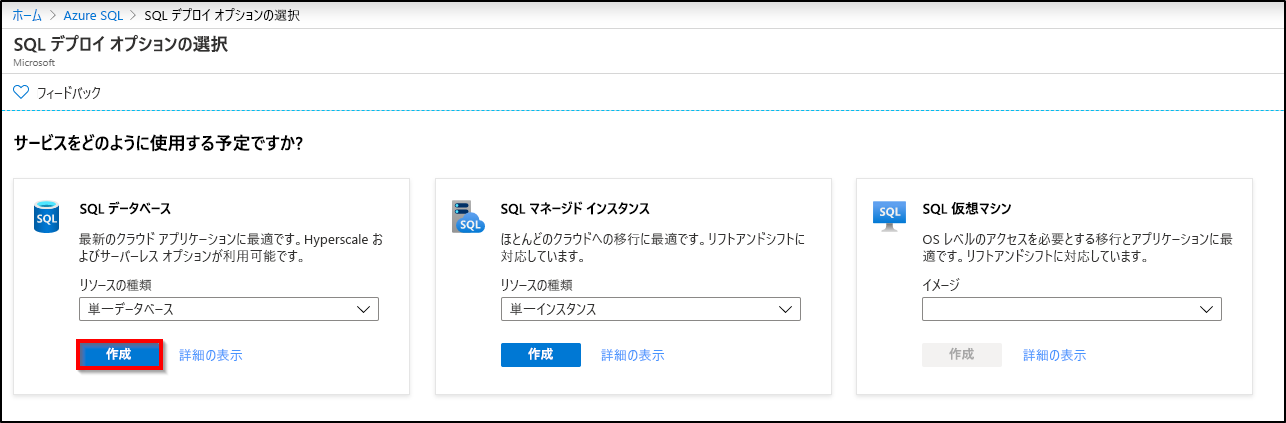 ホーム > Azure SQL > SQL デプロイ オプションの選択
SQL デプロイ オプションの選択
Microsoft
フィードバック
サービスをどのように使用する予定ですか?
SQL
SQL データベース
最新のクラウド アプリケーションに最適です。Hyperscale お
よびサーバーレス オプションが利用可能です。
リソースの種類
単一データベース
作成 詳細の表示
SQL
SQL マネージド インスタンス
ほとんどのクラウドへの移行に最適です。リフトアンドシフトに
対応しています。
リソースの種類
単一インスタンス
作成 詳細の表示
SQL
SQL 仮想マシン
OS レベルのアクセスを必要とする移行とアプリケーションに最
適です。リフトアンドシフトに対応しています。
イメージ
作成 詳細の表示